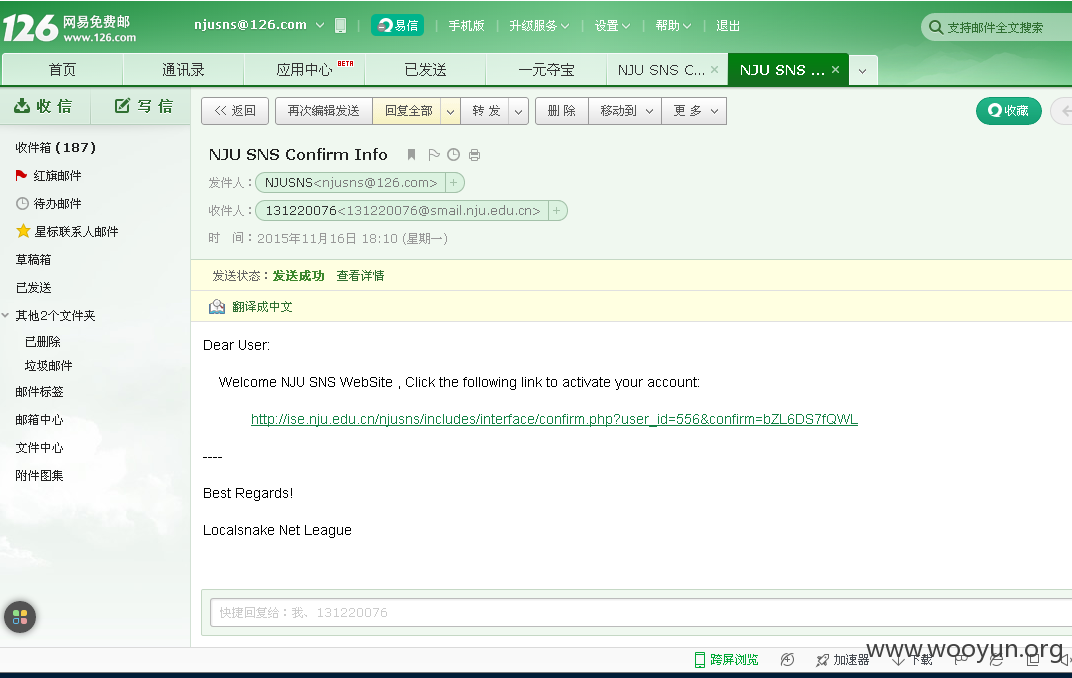 126 网易免费邮 www.126.com njusns@126.com 易信 手机版 升级服务 设置 帮助 退出 支持邮件全文搜索
首页 通讯录 应用中心 BETA 已发送 一元夺宝 NJU SNS C... × NJU SNS ... ×
收信 写信 << 返回 再次编辑发送 回复全部 转发 删除 移动到 更多 收藏
收件箱 (187)
红旗邮件
待办邮件
星标联系人邮件
草稿箱
已发送
其他2个文件夹
已删除
垃圾邮件
邮件标签
邮箱中心
文件中心
附件图集
NJU SNS Confirm Info
发件人：NJUSNS<njusns@126.com> +
收件人：131220076<131220076@smail.nju.edu.cn> +
时 间：2015年11月16日 18:10 (星期一)
发送状态：发送成功 查看详情
翻译成中文
Dear User:
Welcome NJU SNS WebSite , Click the following link to activate your account:
http://ise.nju.edu.cn/njusns/includes/interface/confirm.php?user_id=556&confirm=bZL6DS7fQWL
----
Best Regards!
Localsnake Net League
快捷回复给：我、131220076
跨屏浏览 加速器 下载
www.wooyun.org